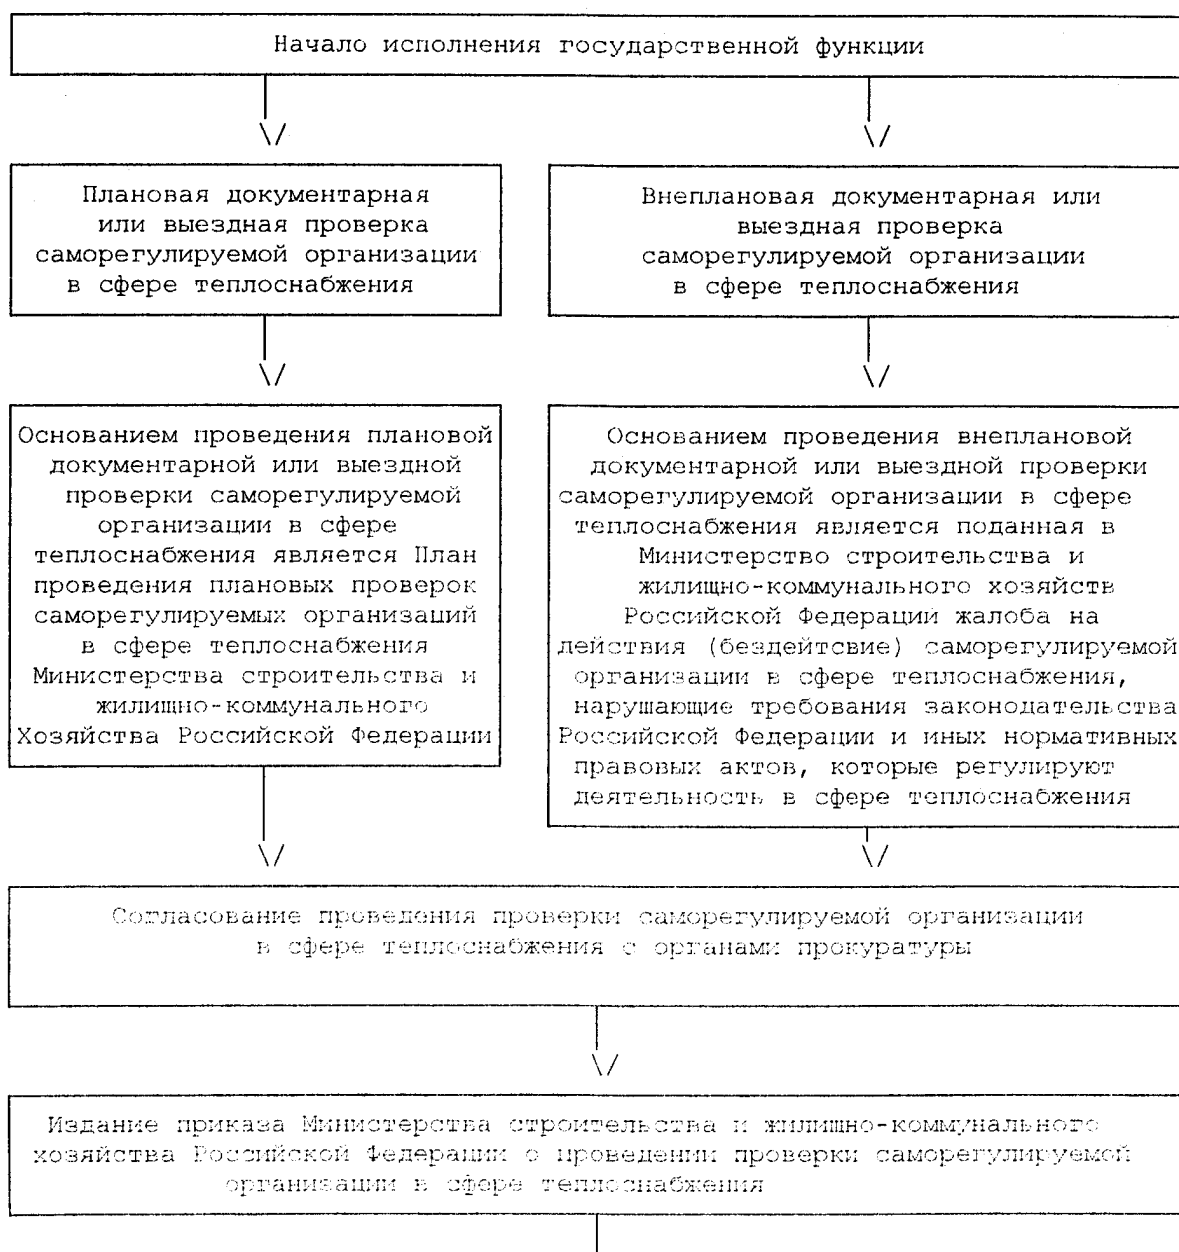 Начало исполнения государственной функции
Плановая документарная
или выездная проверка
саморегулируемой организации
в сфере теплоснабжения
Внеплановая документарная или
выездная проверка
саморегулируемой организации
в сфере теплоснабжения
Основанием проведения плановой
документарной или выездной
проверки саморегулируемой
организации в сфере
теплоснабжения является План
проведения плановых проверок
саморегулируемых организаций
в сфере теплоснабжения
Министерства строительства и
жилищно-коммунального
Хозяйства Российской Федерации
Основанием проведения внеплановой
документарной или выездной проверки
саморегулируемой организации в сфере
теплоснабжения является поданная в
Министерство строительства и
жилищно-коммунального хозяйств
Российской Федерации жалоба на
действия (бездейтсвие) саморегулируемой
организации в сфере теплоснабжения,
нарушающие требования законодательства
Российской Федерации и иных нормативных
правовых актов, которые регулируют
деятельность в сфере теплоснабжения
Согласование проведения проверки саморегулируемой организации
в сфере теплоснабжения с органами прокуратуры
Издание приказа Министерства строительства и жилищно-коммунального
хозяйства Российской Федерации о проведении проверки саморегулируемой
организации в сфере теплоснабжения